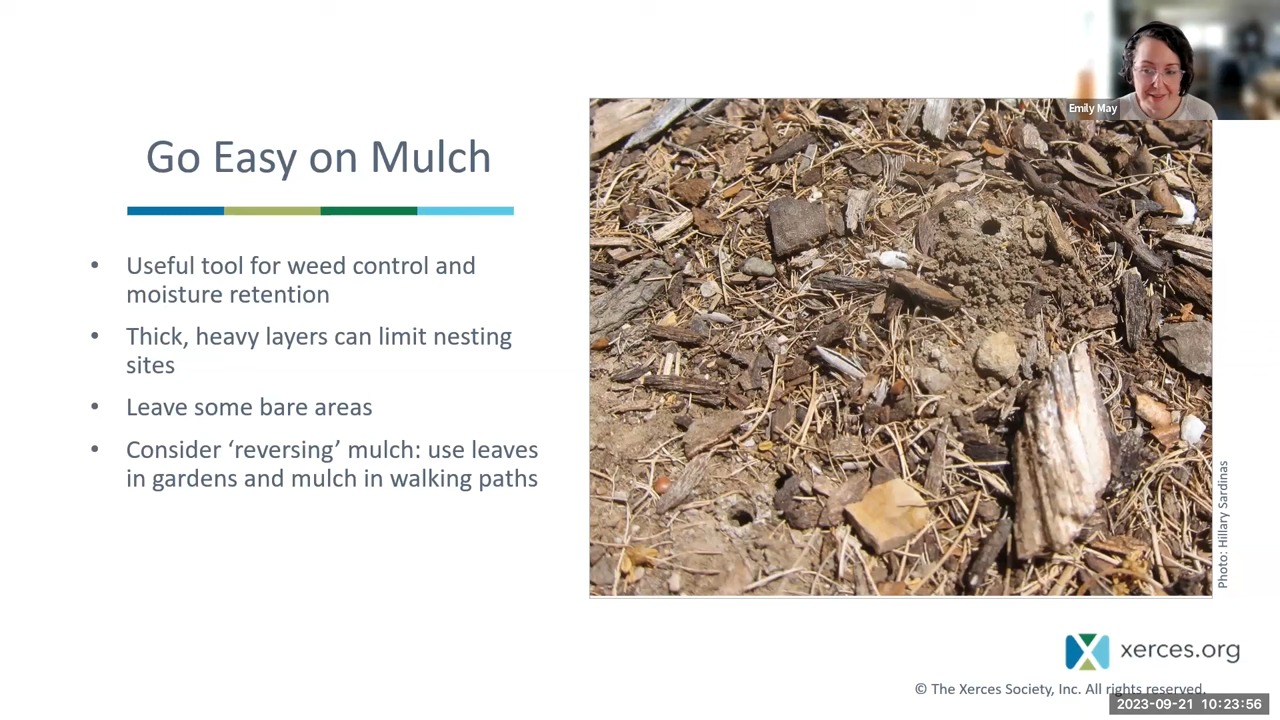 Emily May
Go Easy on Mulch
• Useful tool for weed control and
moisture retention
• Thick, heavy layers can limit nesting
sites
• Leave some bare areas
• Consider ‘reversing’ mulch: use leaves
in gardens and mulch in walking paths
Photo: Hillary Sardinas
xerces.org
© The Xerces Society, Inc. All rights reserved.
2023-09-21 10:23:56